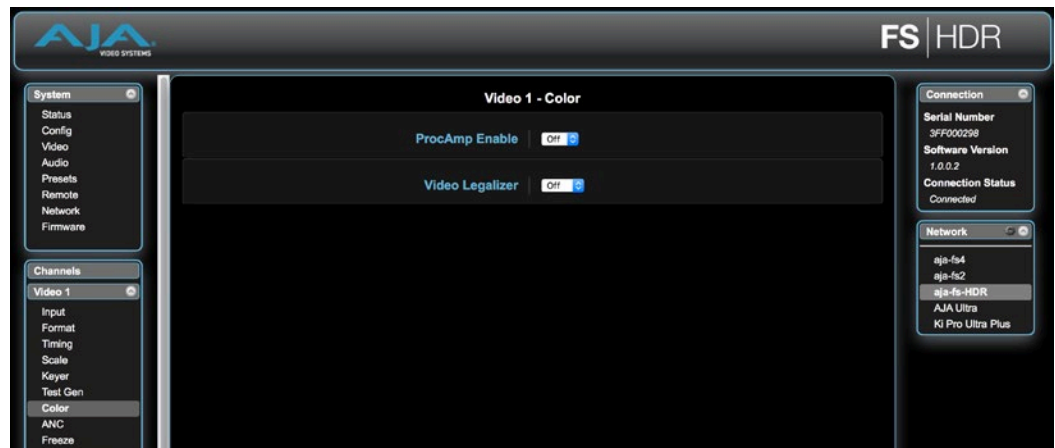 AJA
VIDEO SYSTEMS
FS|HDR
System
Status
Config
Video
Audio
Presets
Remote
Network
Firmware
Channels
Video 1
Input
Format
Timing
Scale
Keyer
Test Gen
Color
ANC
Freeze
Video 1 - Color
ProcAmp Enable Off
Video Legalizer Off
Connection
Serial Number
3FF000298
Software Version
1.0.0.2
Connection Status
Connected
Network
aja-fs4
aja-fs2
aja-fs-HDR
AJA Ultra
Ki Pro Ultra Plus